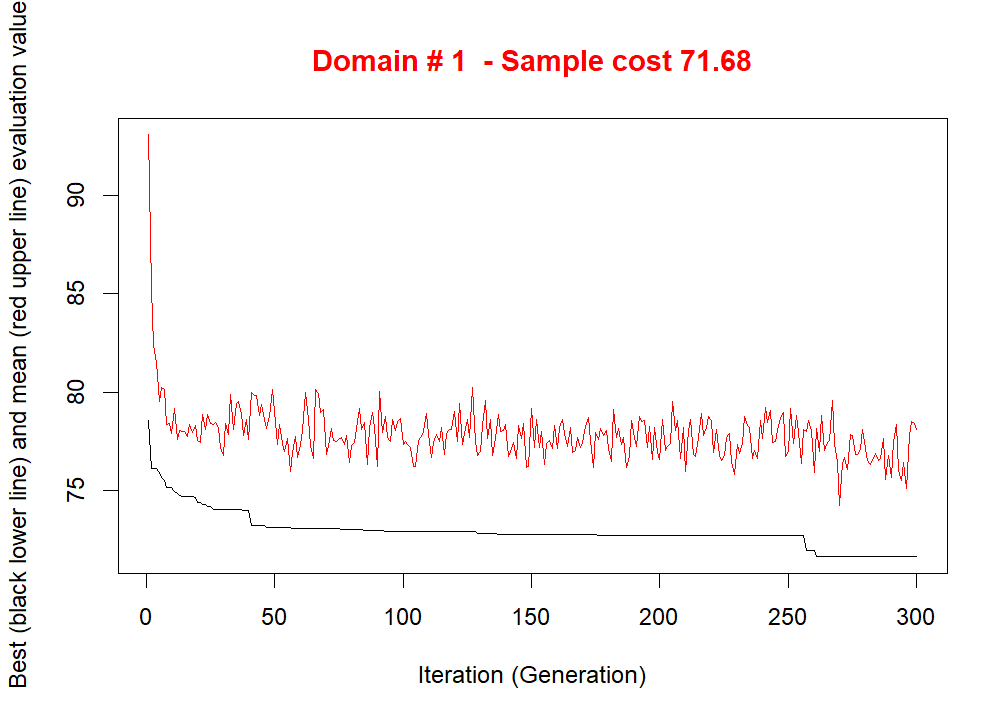 Domain # 1 - Sample cost 71.68
Best (black lower line) and mean (red upper line) evaluation value
90
85
80
75
0 50 100 150 200 250 300
Iteration (Generation)